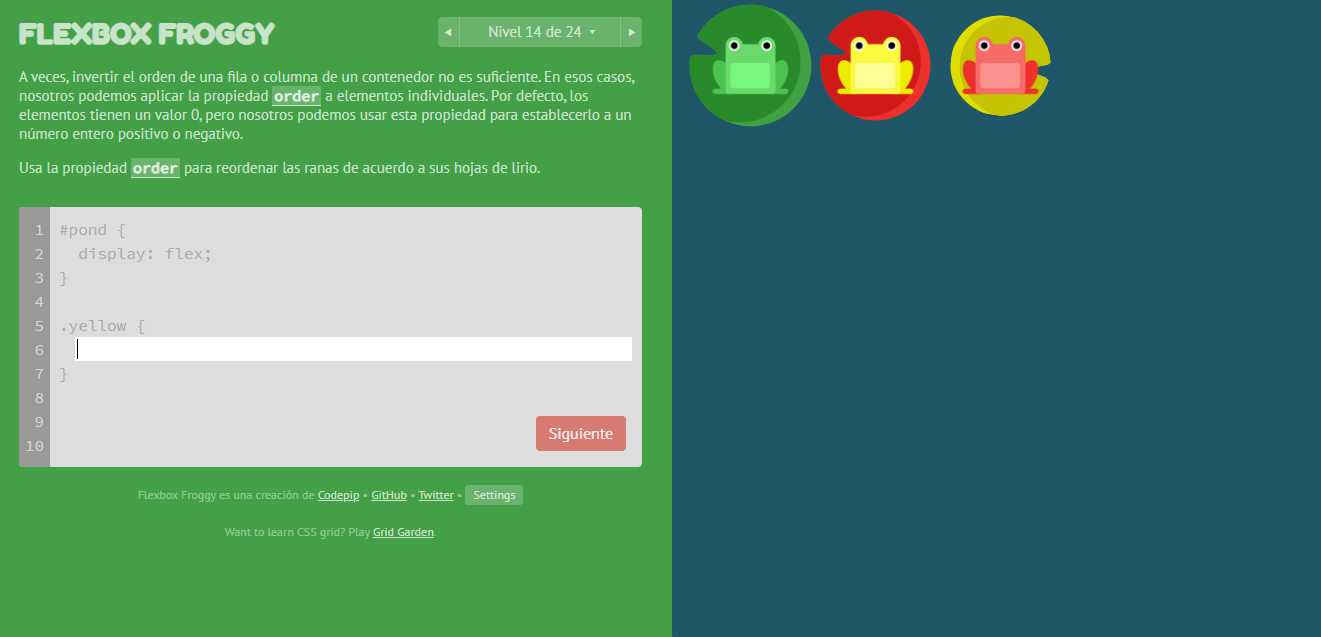 FLEXBOX FROGGY
◄ Nivel 14 de 24 ▾ ►
A veces, invertir el orden de una fila o columna de un contenedor no es suficiente. En esos casos,
nosotros podemos aplicar la propiedad order a elementos individuales. Por defecto, los
elementos tienen un valor 0, pero nosotros podemos usar esta propiedad para establecerlo a un
número entero positivo o negativo.
Usa la propiedad order para reordenar las ranas de acuerdo a sus hojas de lirio.
1 #pond {
2 display: flex;
3 }
4
5 .yellow {
6
7 }
8
9
10
Siguiente
Flexbox Froggy es una creación de Codepip • GitHub • Twitter • Settings
Want to learn CSS grid? Play Grid Garden.